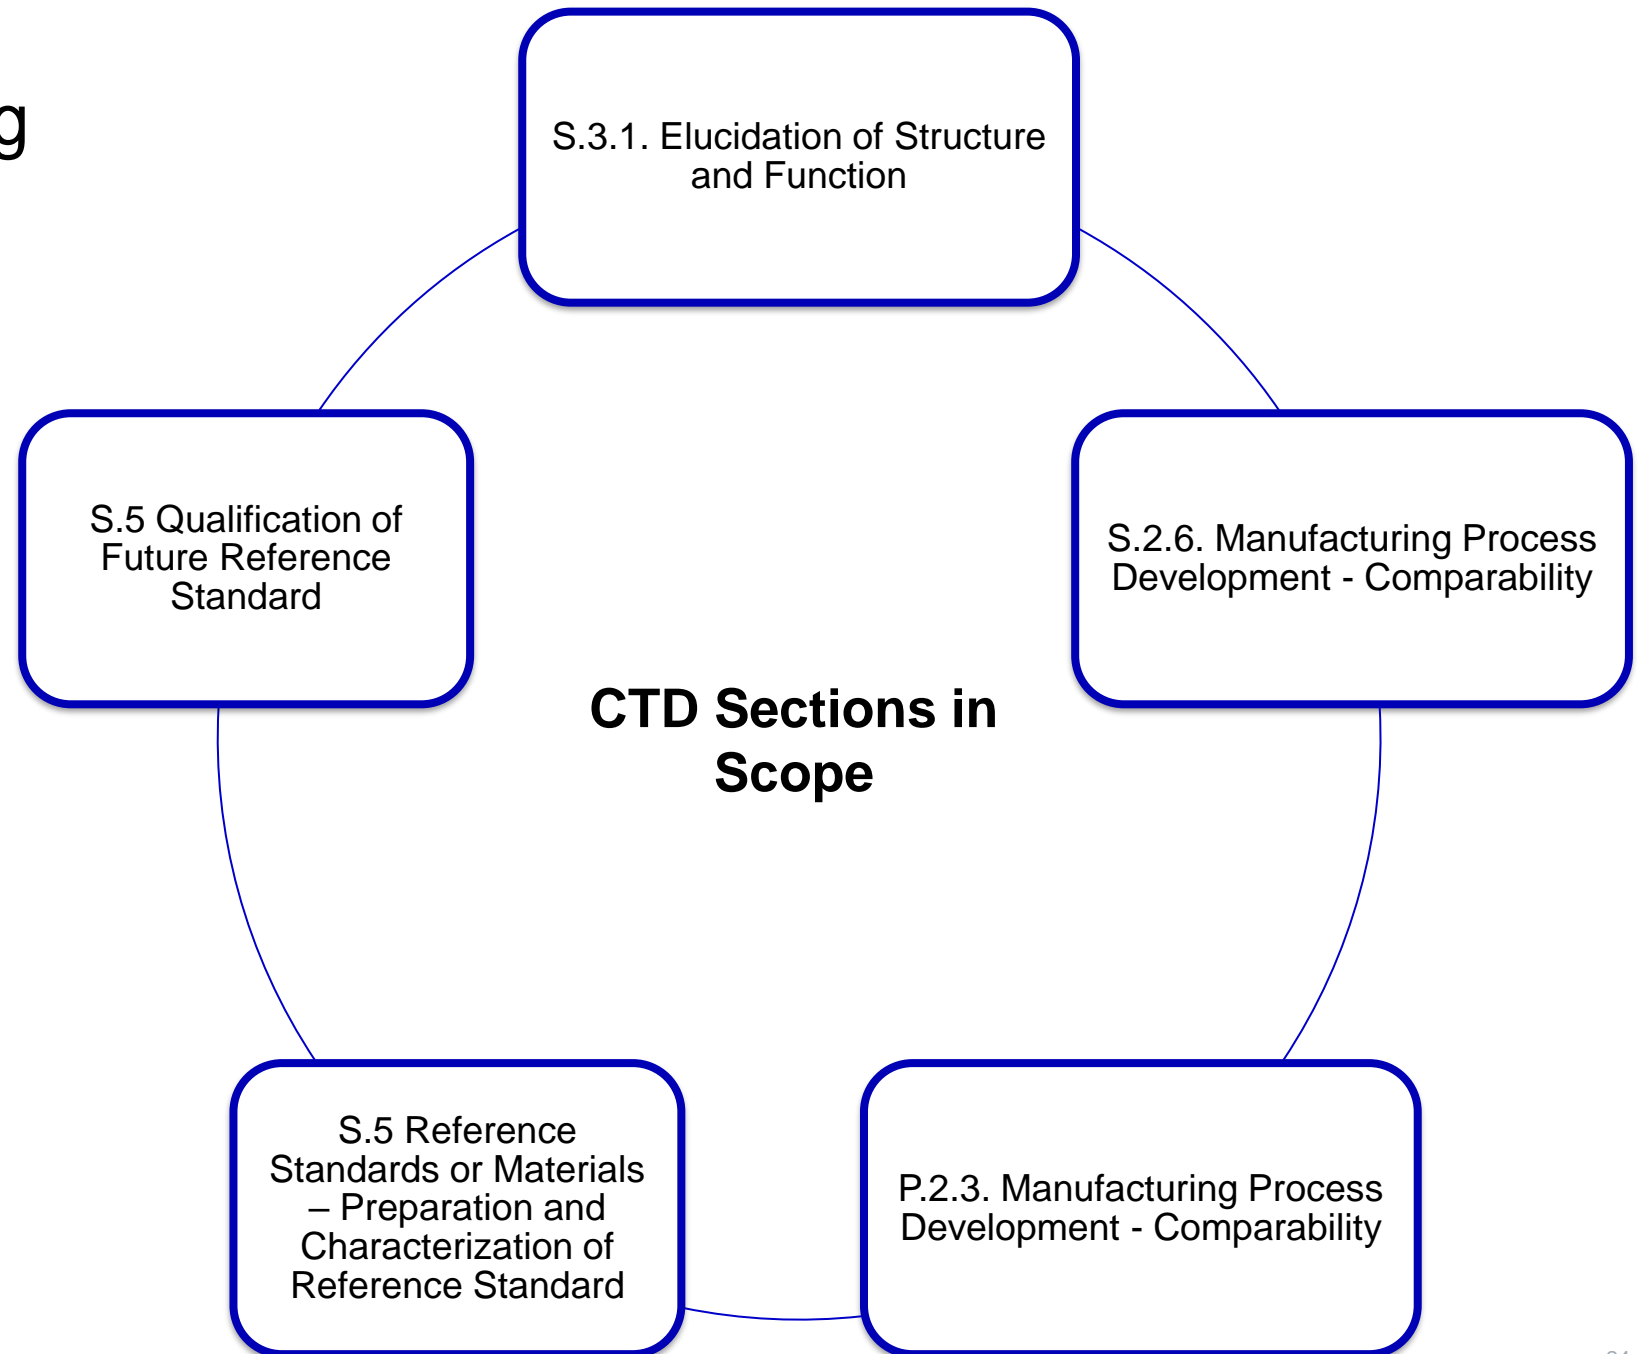 g
S.3.1. Elucidation of Structure
and Function
S.2.6. Manufacturing Process
Development - Comparability
P.2.3. Manufacturing Process
Development - Comparability
S.5 Reference
Standards or Materials
– Preparation and
Characterization of
Reference Standard
S.5 Qualification of
Future Reference
Standard
CTD Sections in
Scope